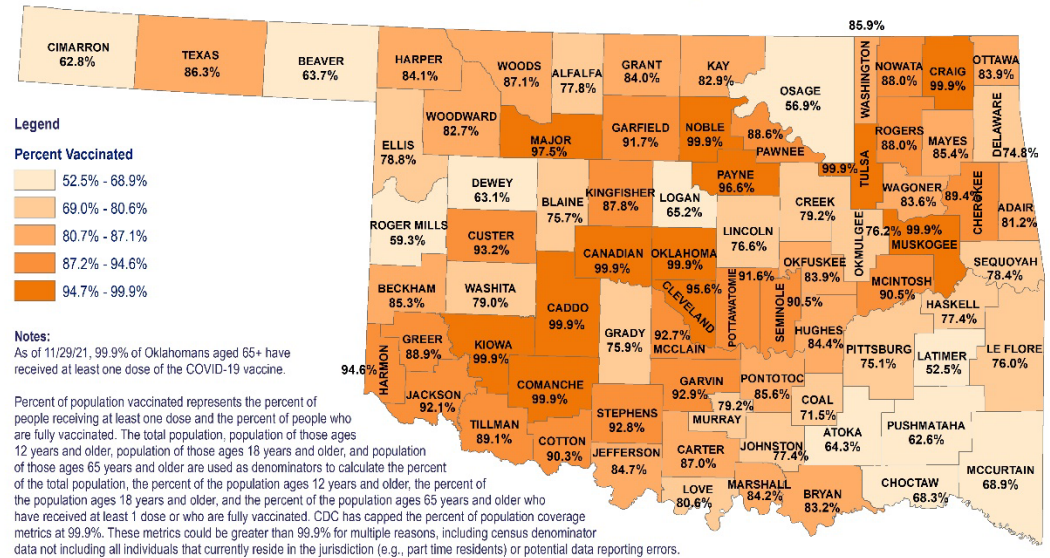 85.9%
CIMARRON
62.8%
TEXAS
86.3%
BEAVER
63.7%
HARPER
84.1%
WOODS
87.1%
ALFALFA
77.8%
GRANT
84.0%
KAY
82.9%
OSAGE
56.9%
WASHINGTON
NOWATA
88.0%
CRAIG
99.9%
OTTAWA
83.9%
WOODWARD
82.7%
ELLIS
78.8%
MAJOR
97.5%
GARFIELD
91.7%
NOBLE
99.9%
88.6%
PAWNEE
ROGERS
88.0%
MAYES
85.4%
DELAWARE
74.8%
Legend
Percent Vaccinated
52.5% - 68.9%
69.0% - 80.6%
80.7% - 87.1%
87.2% - 94.6%
94.7% - 99.9%
DEWEY
63.1%
BLAINE
75.7%
KINGFISHER
87.8%
LOGAN
65.2%
PAYNE
96.6%
99.9%
TULSA
WAGONER
83.6%
89.4%
CHEROKEE
ADAIR
81.2%
ROGER MILLS
59.3%
CUSTER
93.2%
CANADIAN
99.9%
OKLAHOMA
99.9%
LINCOLN
76.6%
CREEK
79.2%
OKMULGEE
76.2%
99.9%
MUSKOGEE
SEQUOYAH
78.4%
BECKHAM
85.3%
WASHITA
79.0%
CADDO
99.9%
GRADY
75.9%
95.6%
CLEVELAND
POTTAWATOMIE
91.6%
SEMINOLE
90.5%
OKFUSKEE
83.9%
MCINTOSH
90.5%
HASKELL
77.4%
Notes:
As of 11/29/21, 99.9% of Oklahomans aged 65+ have
received at least one dose of the COVID-19 vaccine.
94.6%
HARMON
GREER
88.9%
KIOWA
99.9%
92.7%
MCCLAIN
HUGHES
84.4%
PITTSBURG
75.1%
LATIMER
52.5%
LE FLORE
76.0%
JACKSON
92.1%
COMANCHE
99.9%
GARVIN
92.9%
PONTOTOC
85.6%
COAL
71.5%
PUSHMATAHA
62.6%
TILLMAN
89.1%
COTTON
90.3%
STEPHENS
92.8%
79.2%
MURRAY
ATOKA
64.3%
JEFFERSON
84.7%
CARTER
87.0%
JOHNSTON
77.4%
MCCURTAIN
68.9%
LOVE
80.6%
MARSHALL
84.2%
BRYAN
83.2%
CHOCTAW
68.3%
Percent of population vaccinated represents the percent of
people receiving at least one dose and the percent of people who
are fully vaccinated. The total population, population of those ages
12 years and older, population of those ages 18 years and older, and population
of those ages 65 years and older are used as denominators to calculate the percent
of the total population, the percent of the population ages 12 years and older, the percent of
the population ages 18 years and older, and the percent of the population ages 65 years and older who
have received at least 1 dose or who are fully vaccinated. CDC has capped the percent of population coverage
metrics at 99.9%. These metrics could be greater than 99.9% for multiple reasons, including census denominator
data not including all individuals that currently reside in the jurisdiction (e.g., part time residents) or potential data reporting errors.